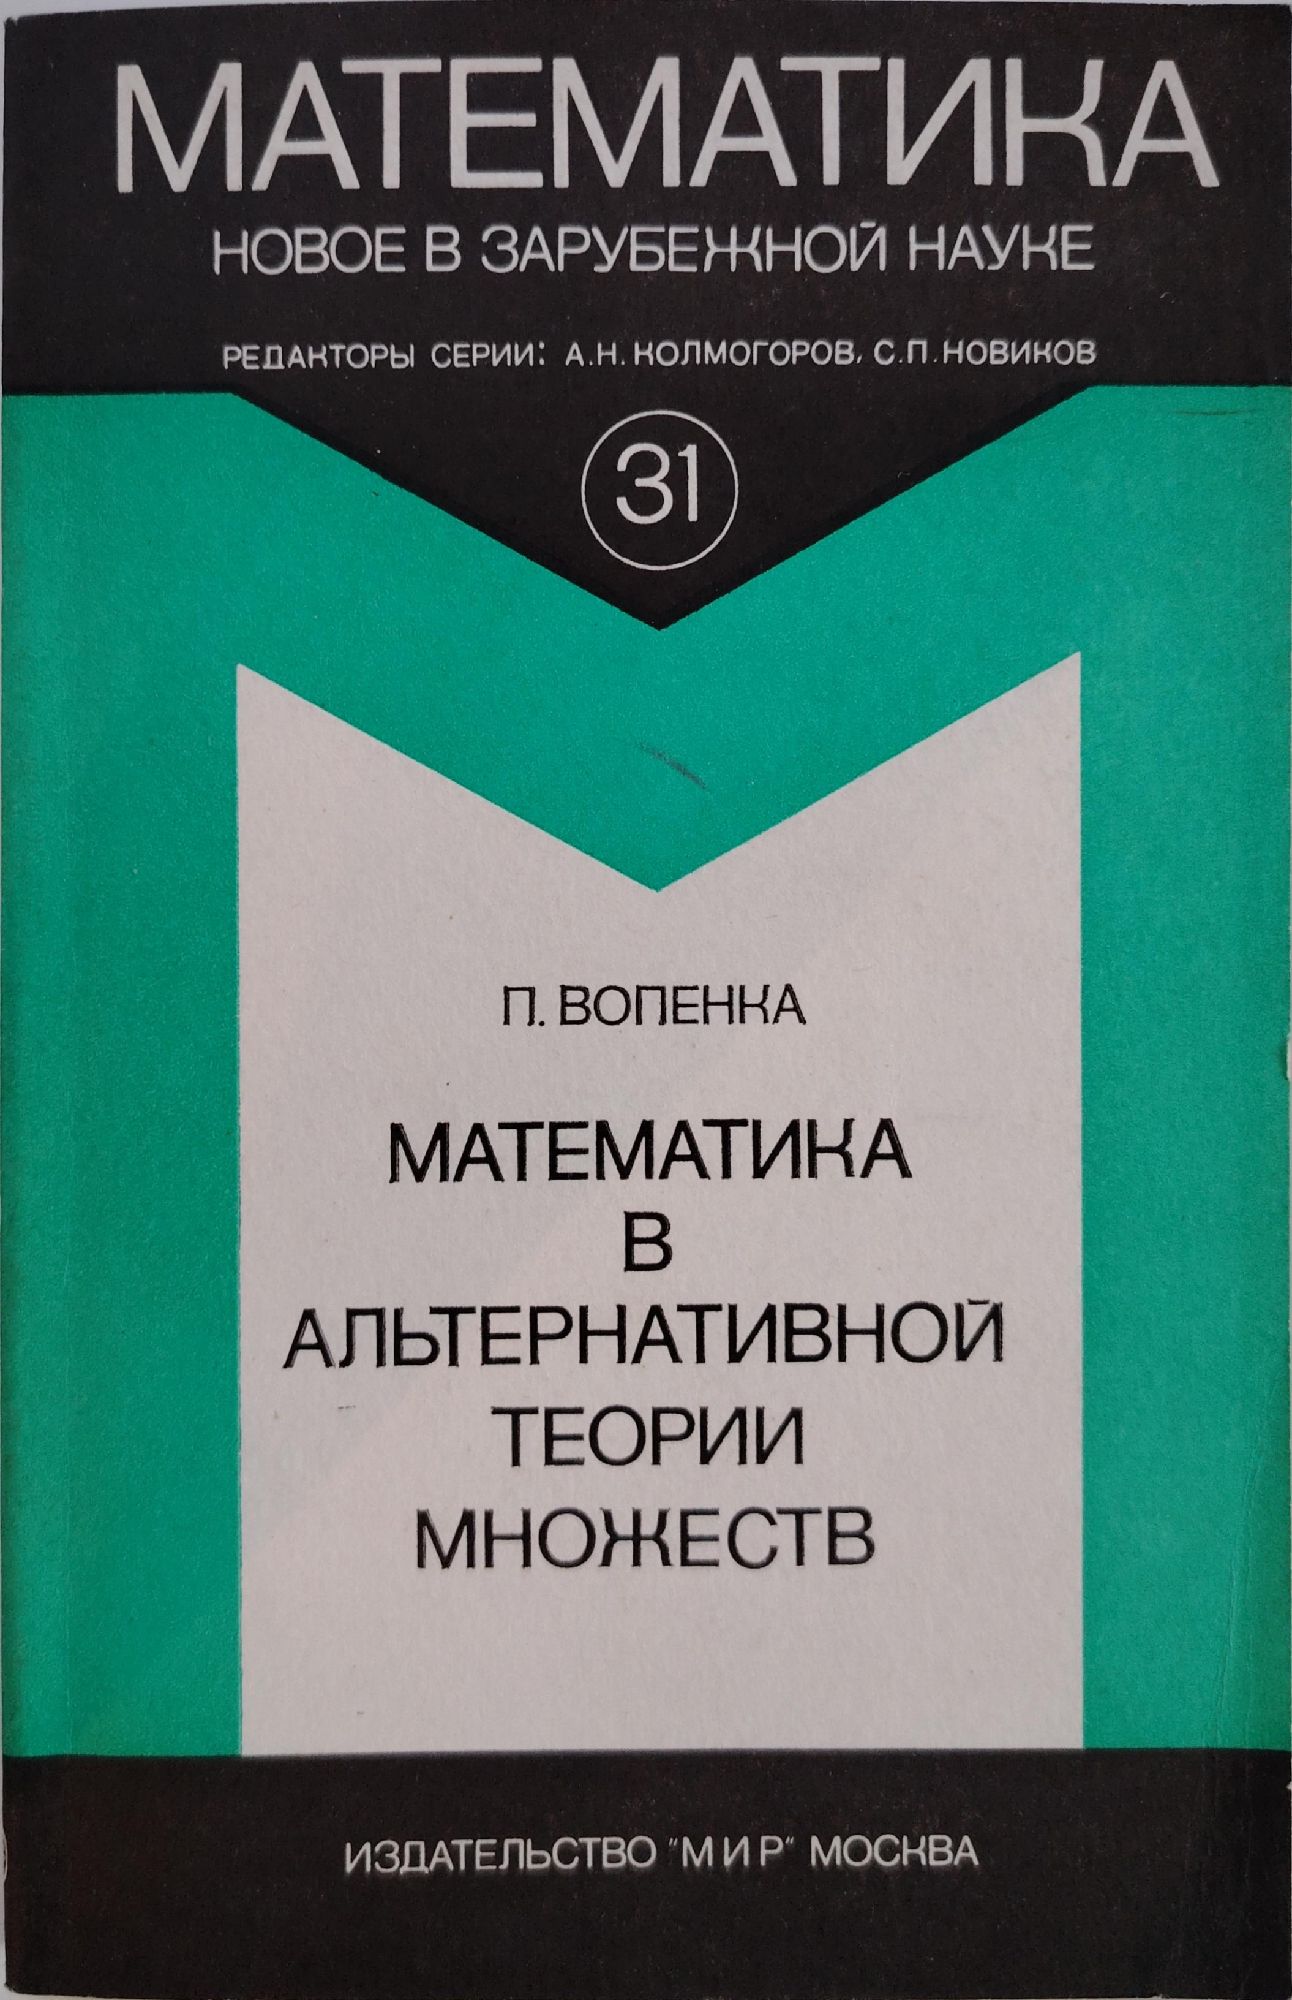 МАТЕМАТИКА
НОВОЕ В ЗАРУБЕЖНОЙ НАУКЕ
РЕДАКТОРЫ СЕРИИ: А.Н. КОЛМОГОРОВ, С.П. НОВИКОВ
31
П. ВОПЕНКА
МАТЕМАТИКА
В
АЛЬТЕРНАТИВНОЙ
ТЕОРИИ
МНОЖЕСТВ
ИЗДАТЕЛЬСТВО "МИР" МОСКВА